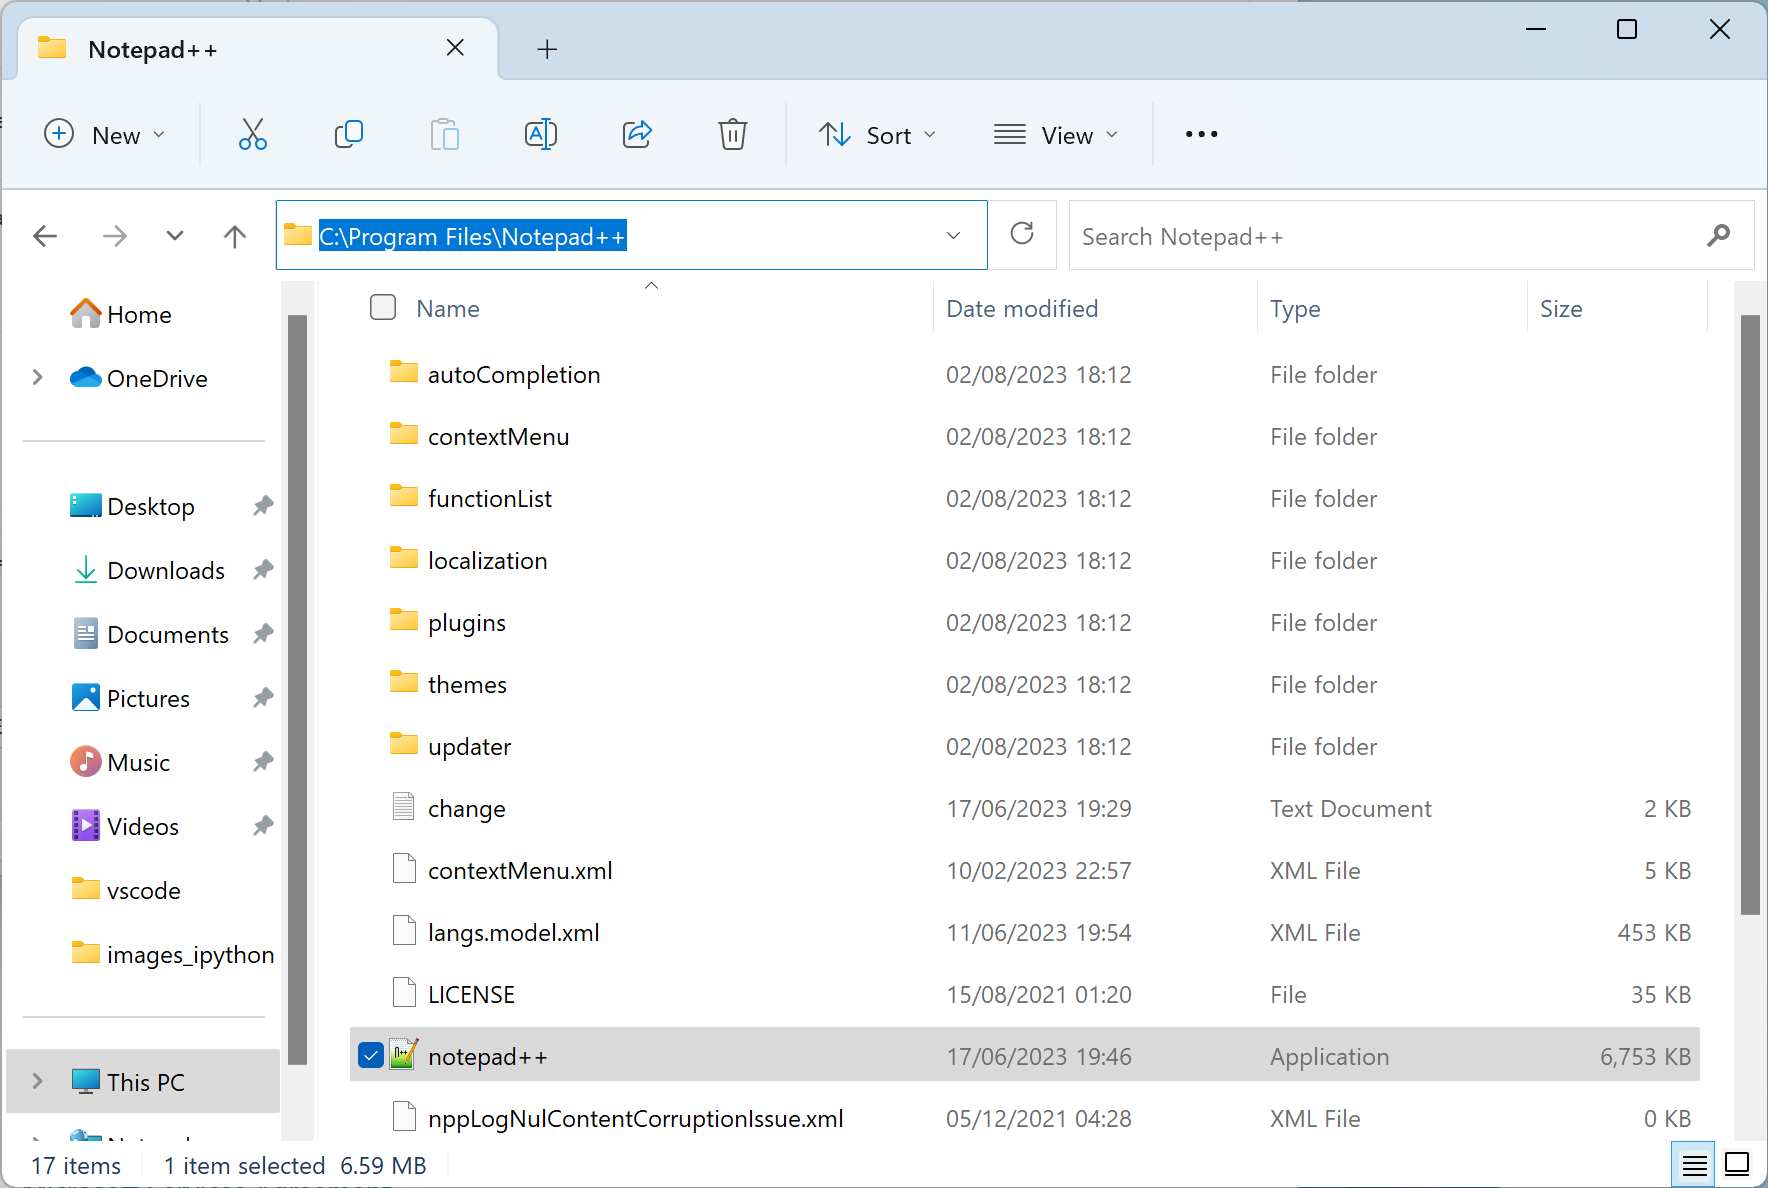 Notepad++
New
Sort
View
C:\Program Files\Notepad++
Search Notepad++
Home
OneDrive
Desktop
Downloads
Documents
Pictures
Music
Videos
vscode
images_ipython
This PC
Name Date modified Type Size
autoCompletion 02/08/2023 18:12 File folder
contextMenu 02/08/2023 18:12 File folder
functionList 02/08/2023 18:12 File folder
localization 02/08/2023 18:12 File folder
plugins 02/08/2023 18:12 File folder
themes 02/08/2023 18:12 File folder
updater 02/08/2023 18:12 File folder
change 17/06/2023 19:29 Text Document 2 KB
contextMenu.xml 10/02/2023 22:57 XML File 5 KB
langs.model.xml 11/06/2023 19:54 XML File 453 KB
LICENSE 15/08/2021 01:20 File 35 KB
notepad++ 17/06/2023 19:46 Application 6,753 KB
nppLogNulContentCorruptionIssue.xml 05/12/2021 04:28 XML File 0 KB
17 items 1 item selected 6.59 MB